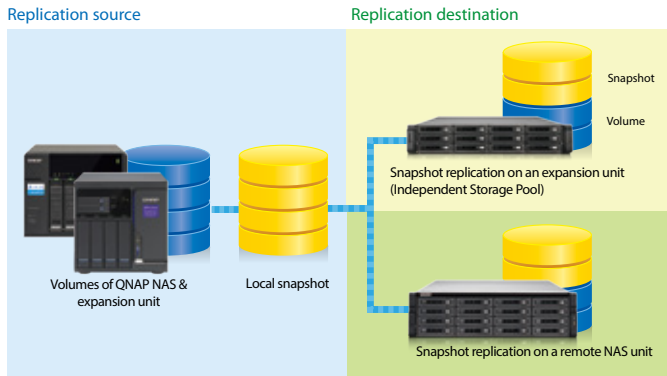 Replication source
Replication destination
Snapshot
Volume
Snapshot replication on an expansion unit
(Independent Storage Pool)
Volumes of QNAP NAS &
expansion unit
Local snapshot
Snapshot replication on a remote NAS unit